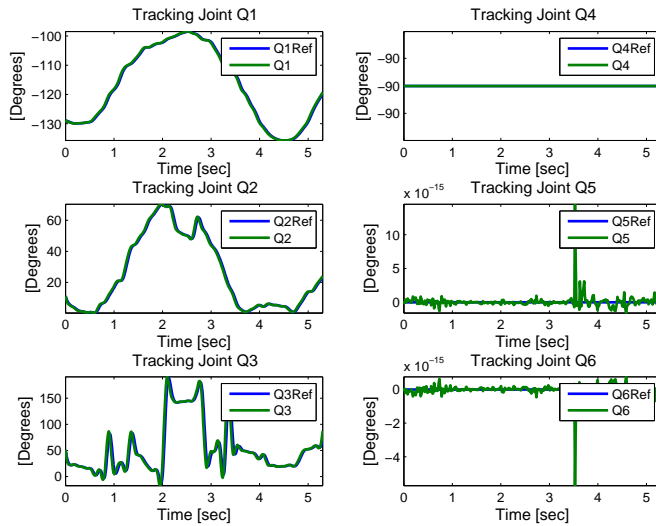 Tracking Joint Q1
[Degrees]
−100
−110
−120
−130
0 1 2 3 4 5
Time [sec]
Q1Ref
Q1
Tracking Joint Q4
[Degrees]
−90
−90
−90
0 1 2 3 4 5
Time [sec]
Q4Ref
Q4
Tracking Joint Q2
[Degrees]
60
40
20
0 1 2 3 4 5
Time [sec]
Q2Ref
Q2
x 10⁻¹⁵
Tracking Joint Q5
[Degrees]
10
5
0
0 1 2 3 4 5
Time [sec]
Q5Ref
Q5
Tracking Joint Q3
[Degrees]
150
100
50
0
0 1 2 3 4 5
Time [sec]
Q3Ref
Q3
Tracking Joint Q6
x 10⁻¹⁵
[Degrees]
0
−2
−4
0 1 2 3 4 5
Time [sec]
Q6Ref
Q6